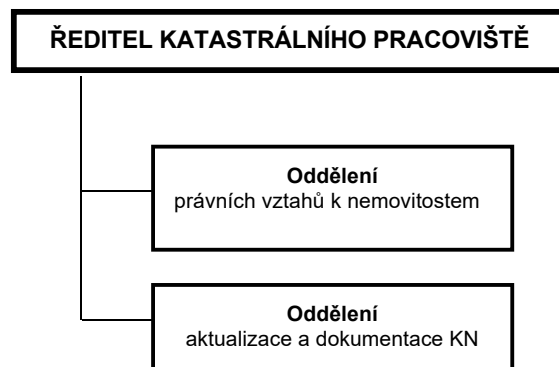 ŘEDITEL KATASTRÁLNÍHO PRACOVIŠTĚ
Oddělení
právních vztahů k nemovitostem
Oddělení
aktualizace a dokumentace KN